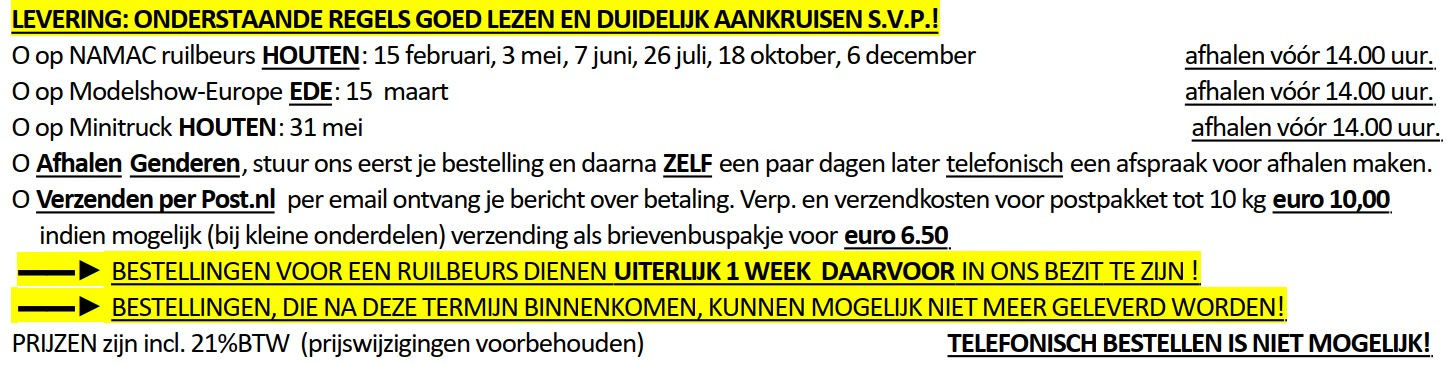 LEVERING: ONDERSTAANDE REGELS GOED LEZEN EN DUIDELIJK AANKRUISEN S.V.P.!
O op NAMAC ruilbeurs HOUTEN: 15 februari, 3 mei, 7 juni, 26 juli, 18 oktober, 6 december afhalen vóór 14.00 uur.
O op Modelshow-Europe EDE: 15 maart afhalen vóór 14.00 uur.
O op Minitruck HOUTEN: 31 mei afhalen vóór 14.00 uur.
O Afhalen Genderen, stuur ons eerst je bestelling en daarna ZELF een paar dagen later telefonisch een afspraak voor afhalen maken.
O Verzenden per Post.nl per email ontvang je bericht over betaling. Verp. en verzendkosten voor postpakket tot 10 kg euro 10,00
indien mogelijk (bij kleine onderdelen) verzending als brievenbuspakje voor euro 6.50
BESTELLINGEN VOOR EEN RUILBEURS DIENEN UITERLIJK 1 WEEK DAARVOOR IN ONS BEZIT TE ZIJN !
BESTELLINGEN, DIE NA DEZE TERMIJN BINNENKOMEN, KUNNEN MOGELIJK NIET MEER GELEVERD WORDEN!
PRIJZEN zijn incl. 21%BTW (prijswijzigingen voorbehouden) TELEFONISCH BESTELLEN IS NIET MOGELIJK!